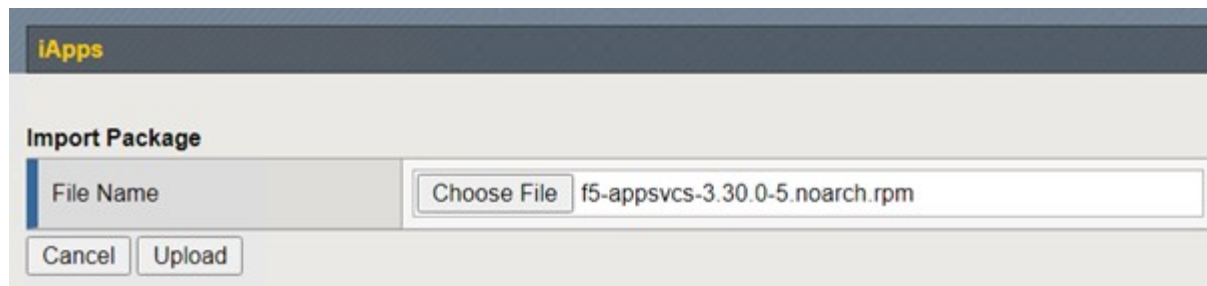 iApps
Import Package
File Name Choose File f5-appsvcs-3.30.0-5.noarch.rpm
Cancel Upload